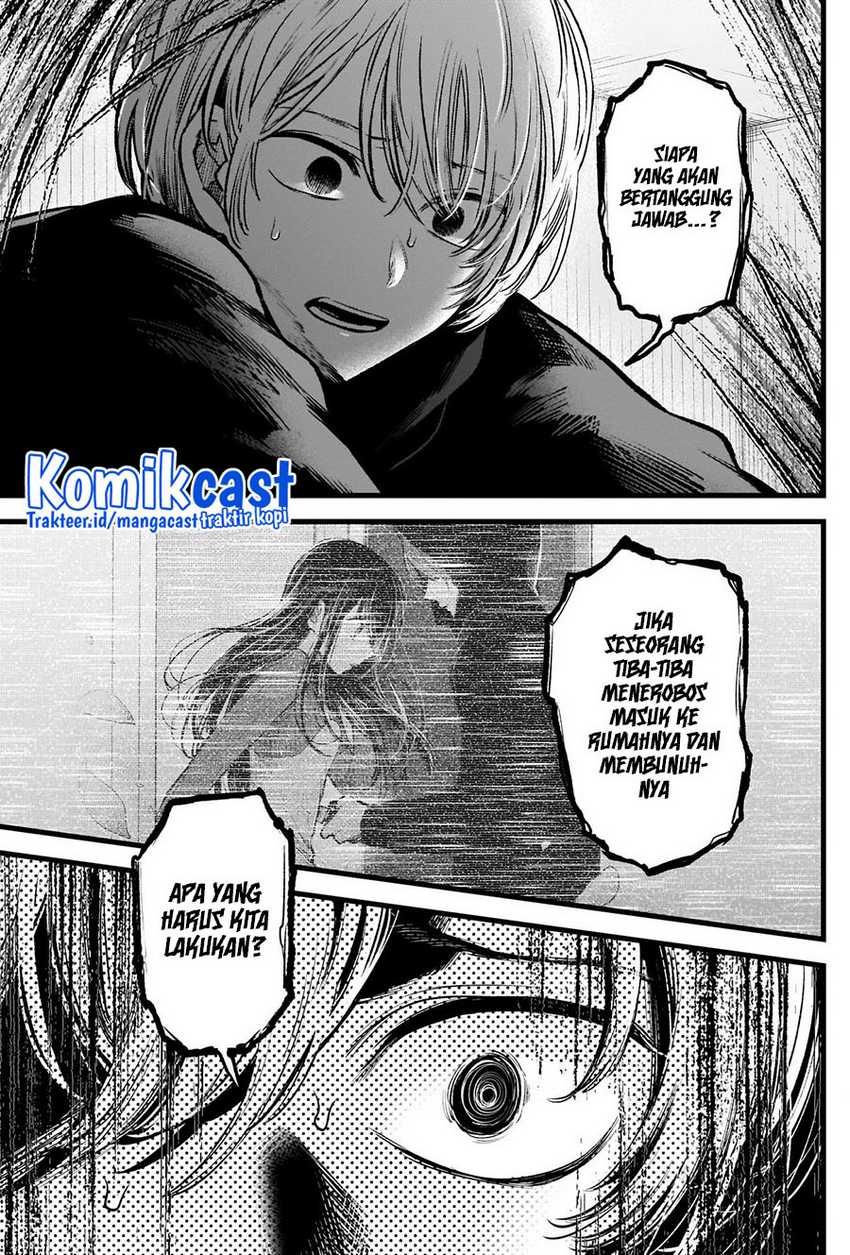 SIAPA
YANG AKAN
BERTANGGUNG
JAWAB...?
Komikcast
Trakteer.id/mangacast traktir kopi
JIKA
SESEORANG
TIBA-TIBA
MENEROBOS
MASUK KE
RUMAHNYA DAN
MEMBUNUH-
NYA
APA YANG
HARUS KITA
LAKUKAN?